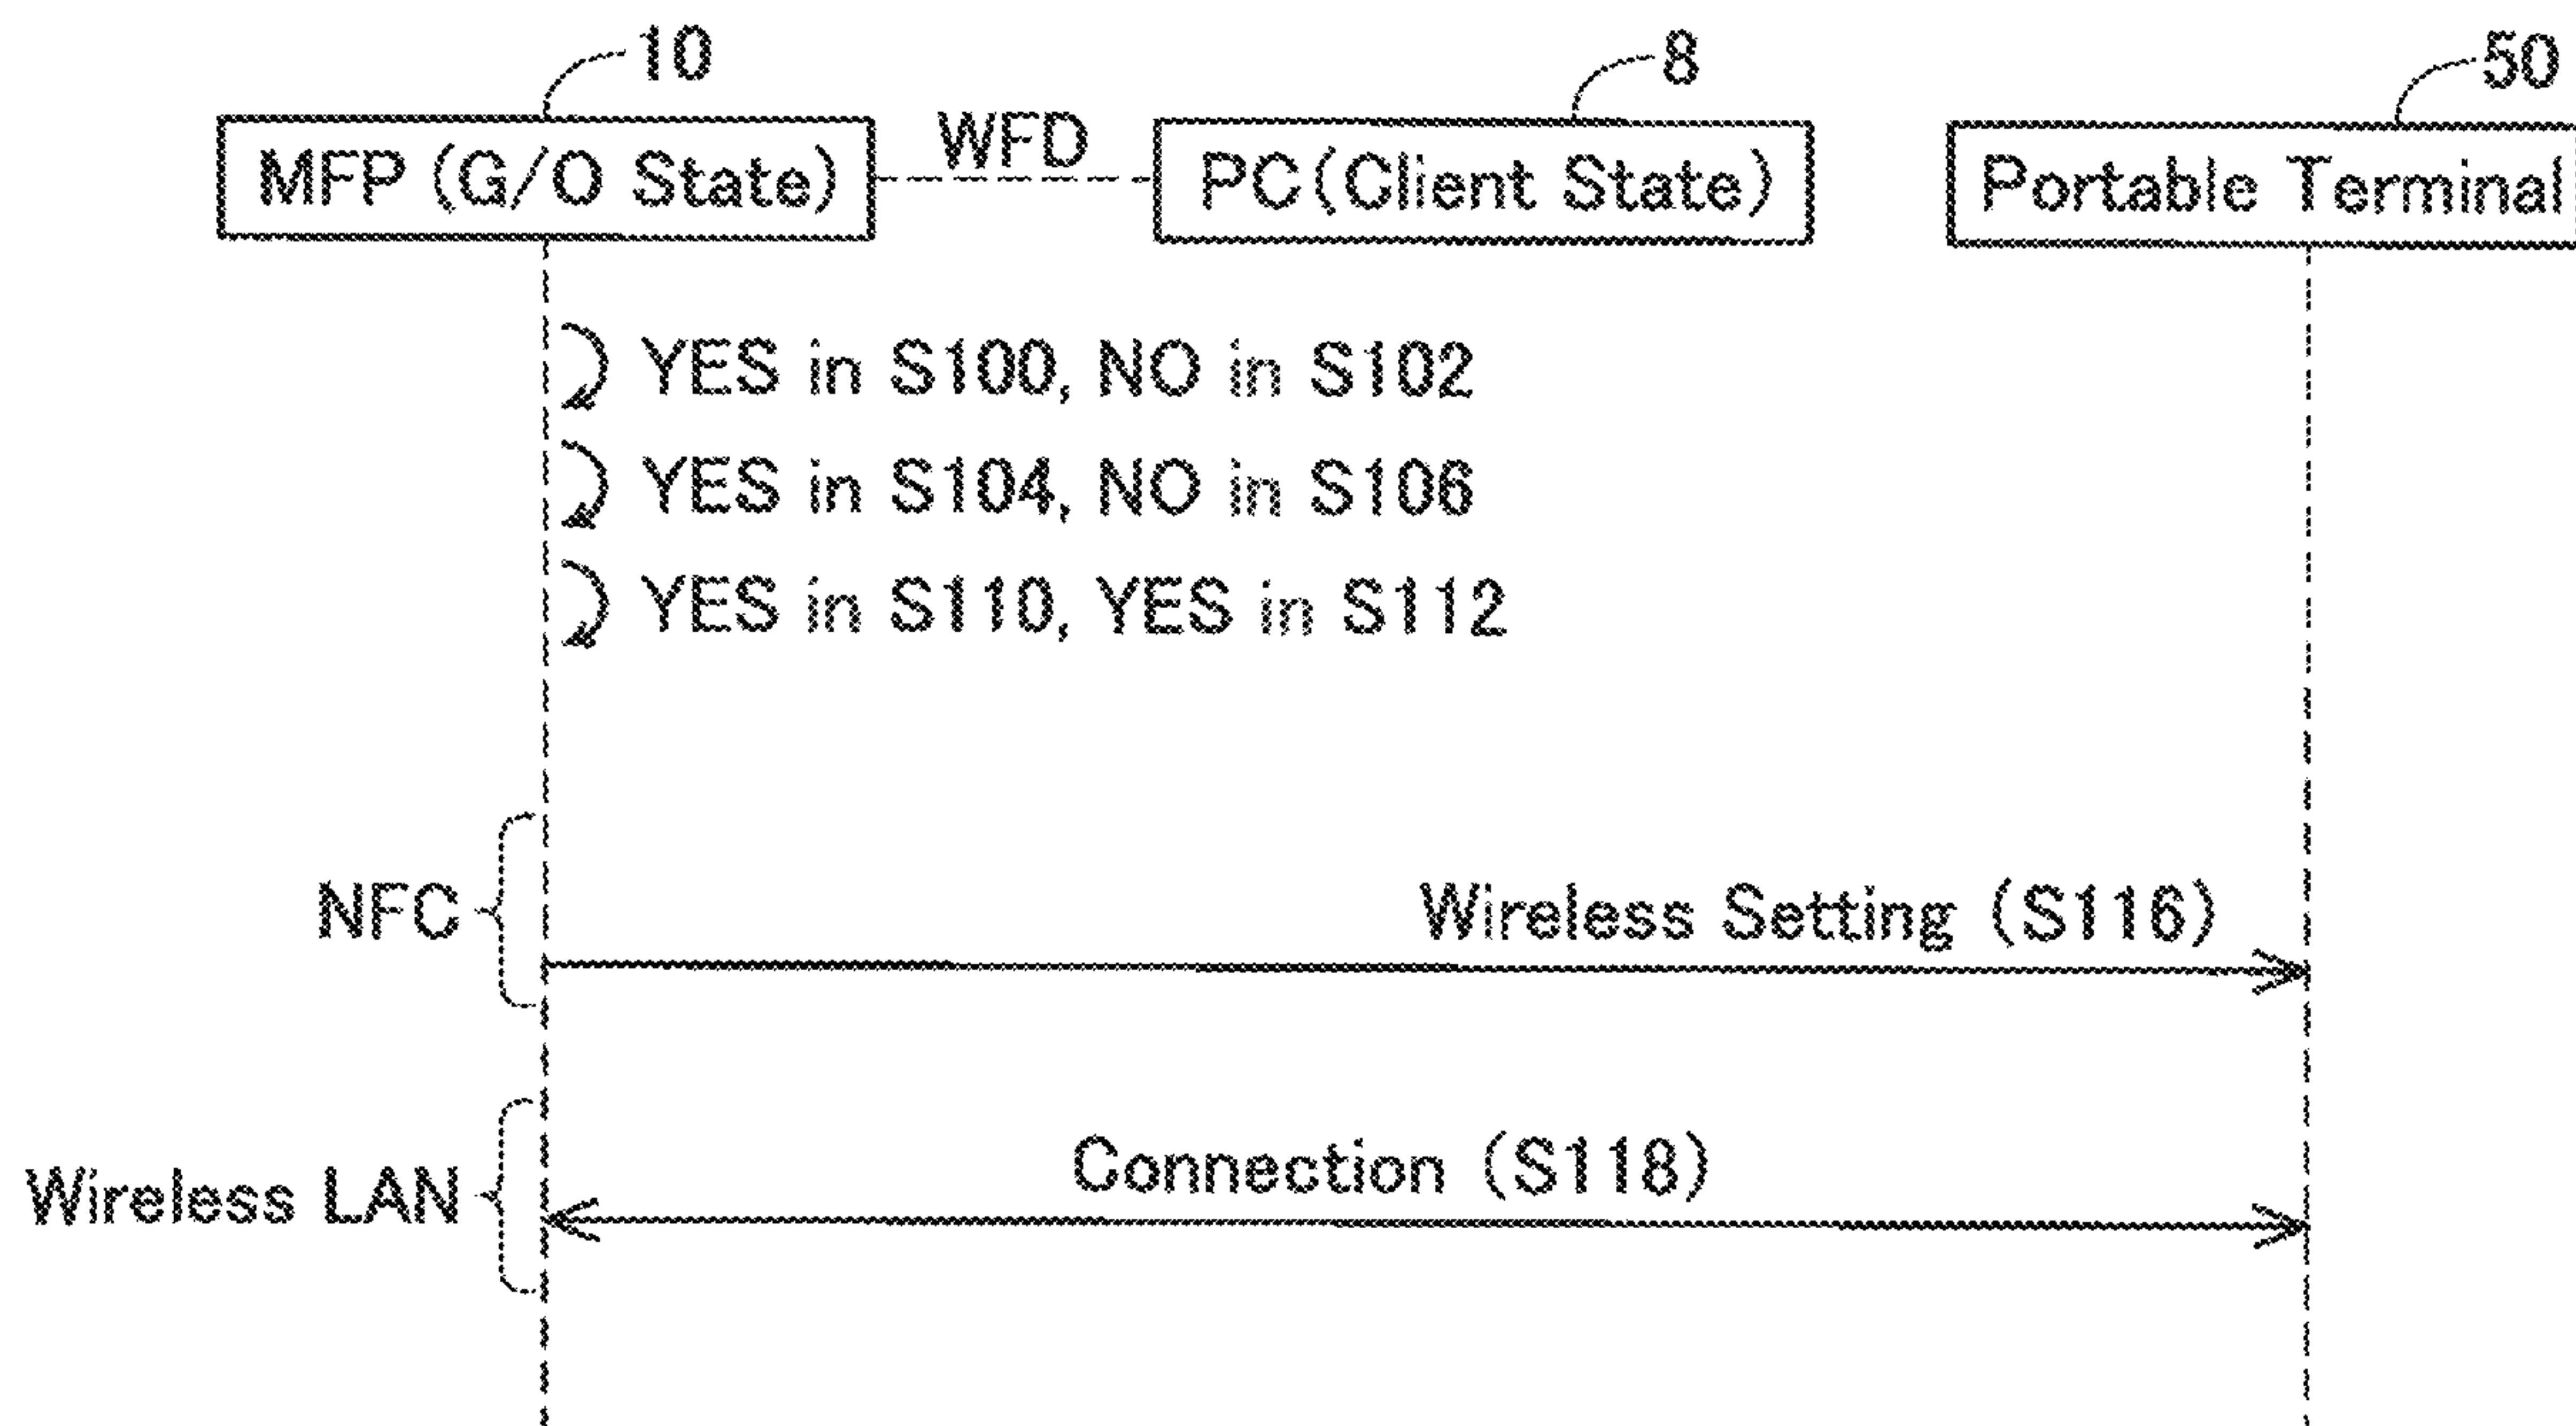 10
8
50
MFP (G/O State)
WFD
PC(Client State)
Portable Terminal
YES in S100, NO in S102
YES in S104, NO in S106
YES in S110, YES in S112
NFC
Wireless Setting (S116)
Wireless LAN
Connection (S118)